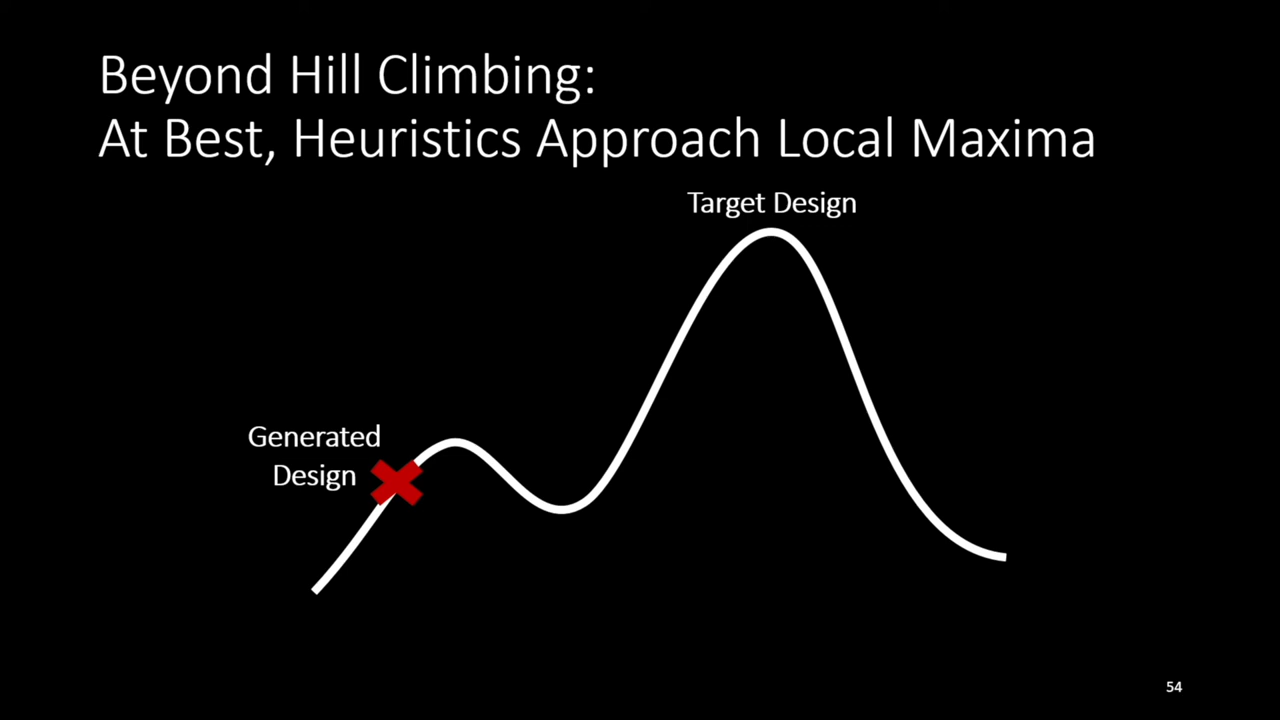 Beyond Hill Climbing:
At Best, Heuristics Approach Local Maxima
Target Design
Generated
Design
54